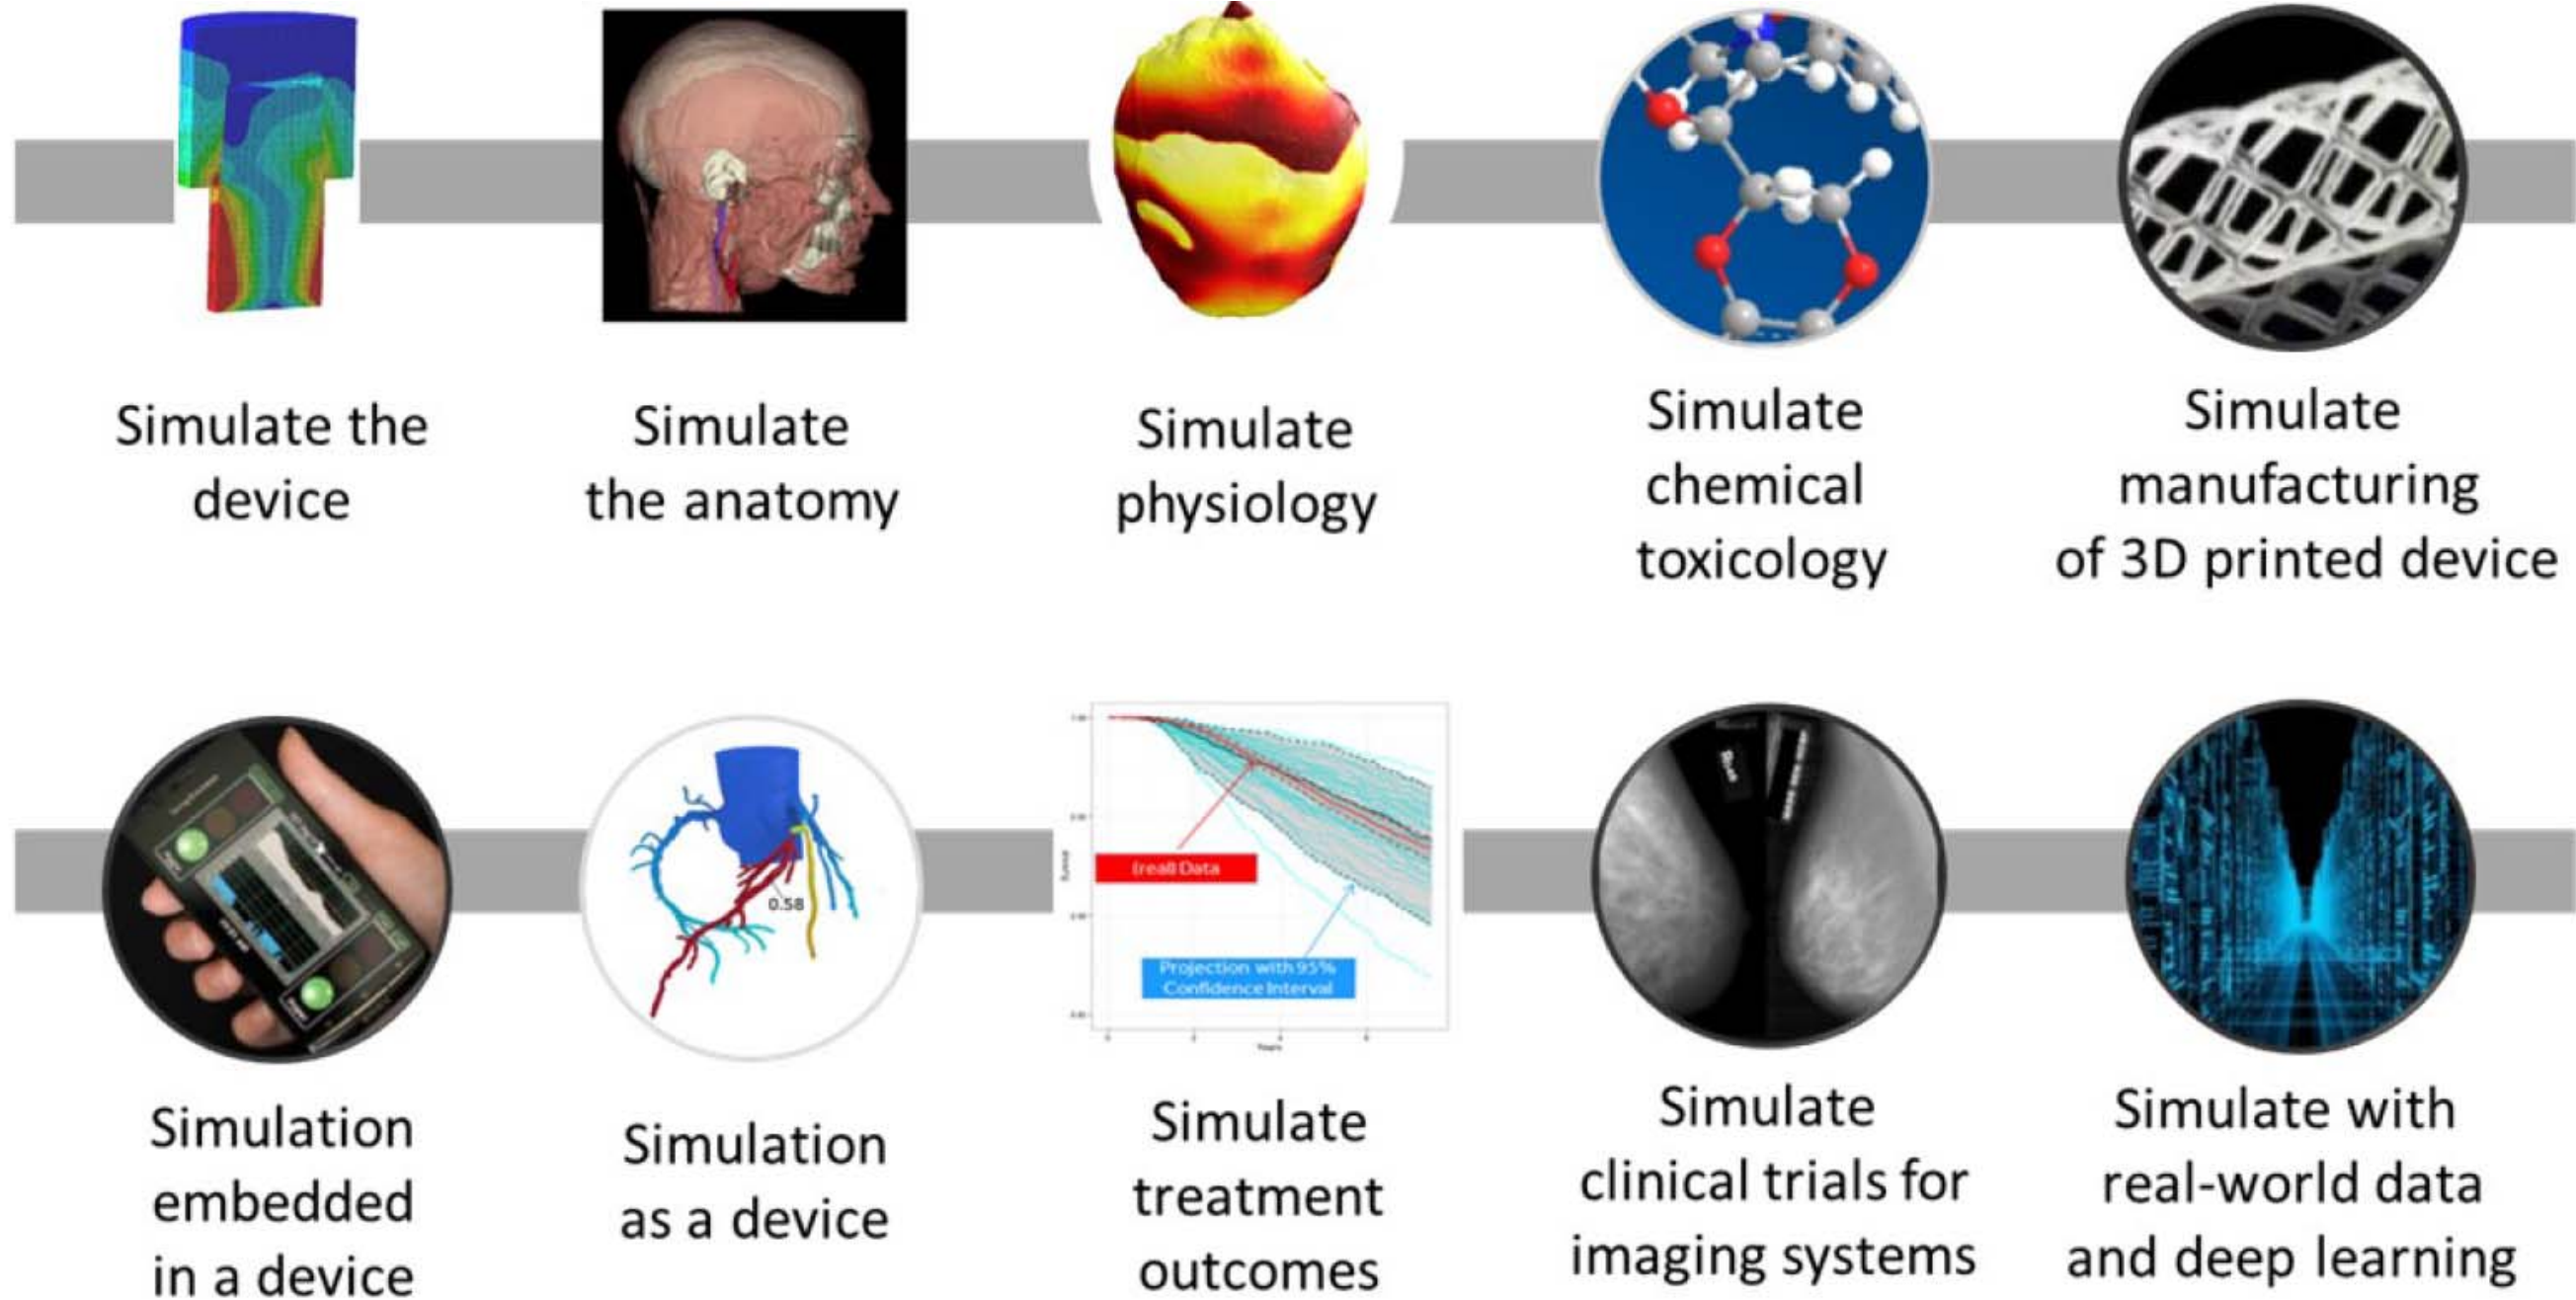 Simulate the
device
Simulate
the anatomy
Simulate
physiology
Simulate
chemical
toxicology
Simulate
manufacturing
of 3D printed device
0.58
(real) Data
Projection with 95%
Confidence Interval
Years
Simulation
embedded
in a device
Simulation
as a device
Simulate
treatment
outcomes
Simulate
clinical trials for
imaging systems
Simulate with
real-world data
and deep learning